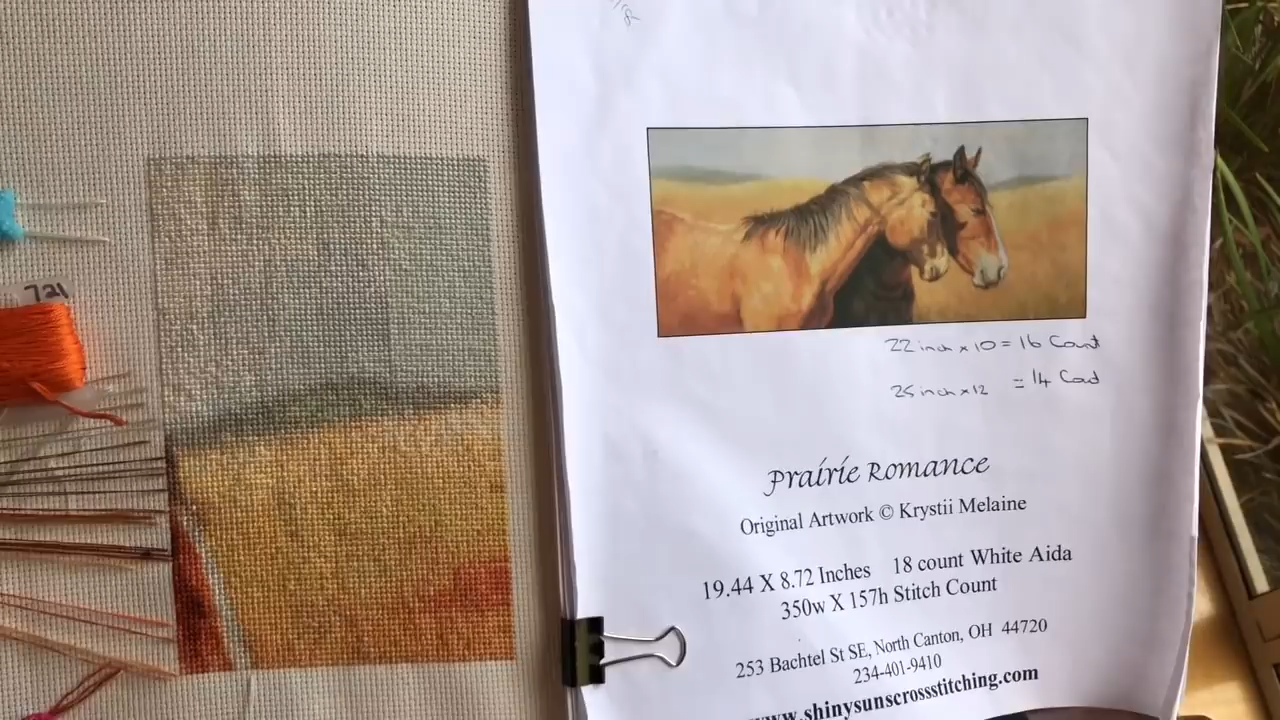 721
22 inch x 10 = 16 Count
25 inch x 12 = 14 Cout
Prairie Romance
Original Artwork © Krystii Melaine
19.44 X 8.72 Inches 18 count White Aida
350w X 157h Stitch Count
253 Bachtel St SE, North Canton, OH 44720
234-401-9410
www.shinysunscrossstitching.com